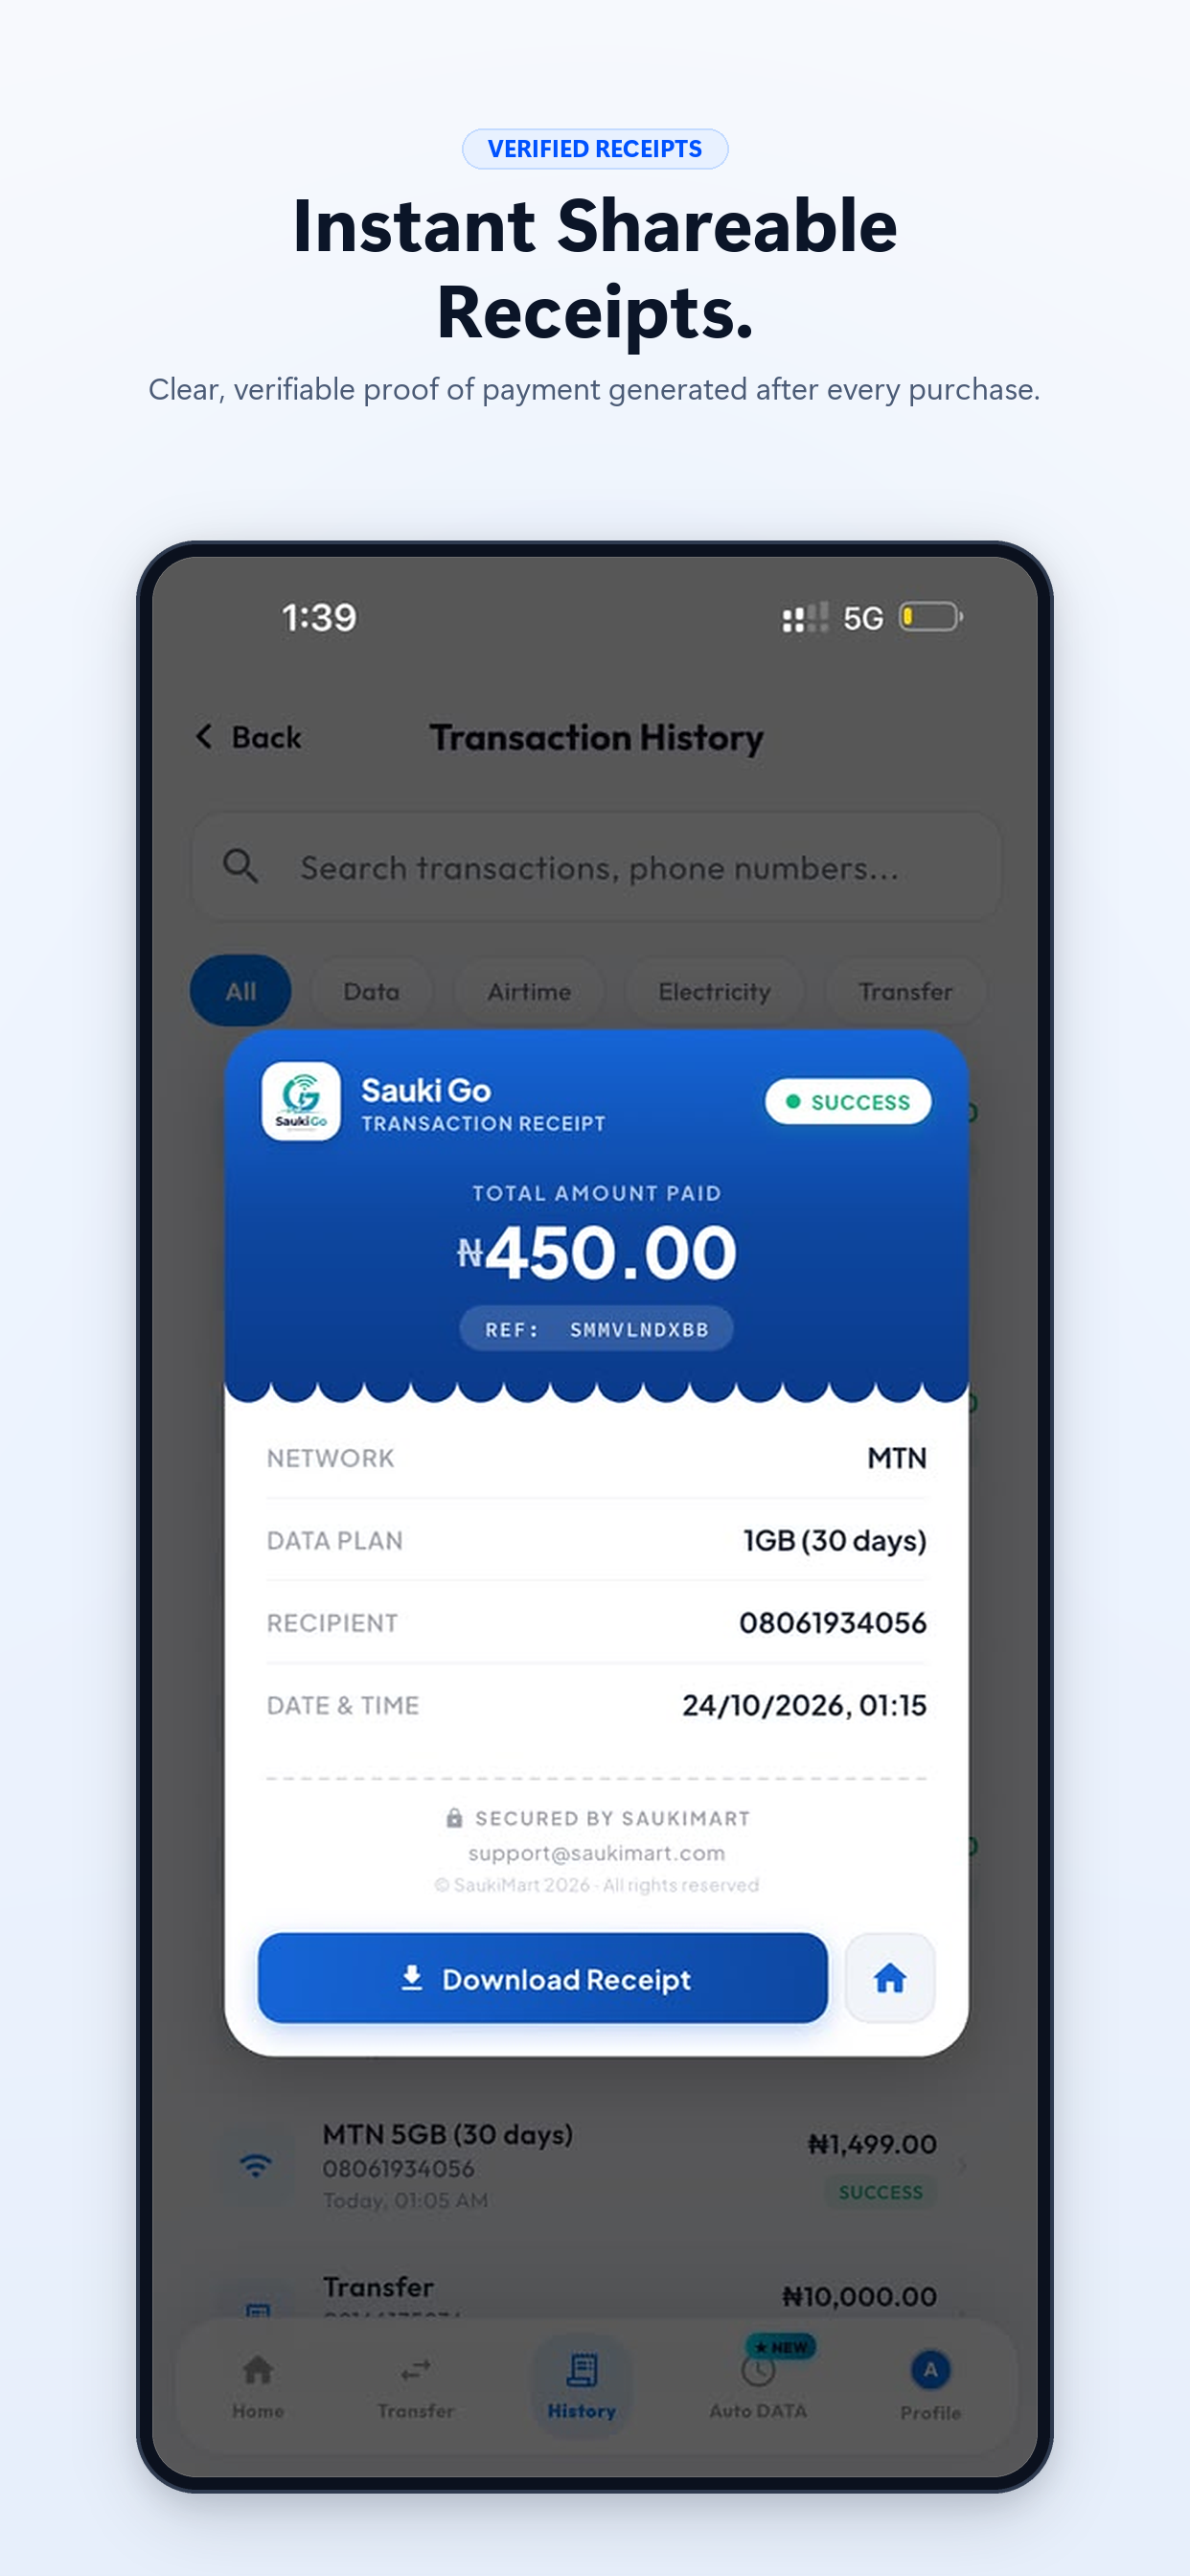 VERIFIED RECEIPTS
Instant Shareable
Receipts.
Clear, verifiable proof of payment generated after every purchase.
1:39
5G
Back
Transaction History
Search transactions, phone numbers...
All
Data
Airtime
Electricity
Transfer
Sauki Go
Sauki Go
TRANSACTION RECEIPT
SUCCESS
TOTAL AMOUNT PAID
₦450.00
REF: SMMVLNDXBB
NETWORK
MTN
DATA PLAN
1GB (30 days)
RECIPIENT
08061934056
DATE & TIME
24/10/2026, 01:15
SECURED BY SAUKIMART
support@saukimart.com
© SaukiMart 2026 · All rights reserved
Download Receipt
MTN 5GB (30 days)
₦1,499.00
08061934056
Today, 01:05 AM
SUCCESS
Transfer
₦10,000.00
★ NEW
Home
Transfer
History
Auto DATA
A
Profile